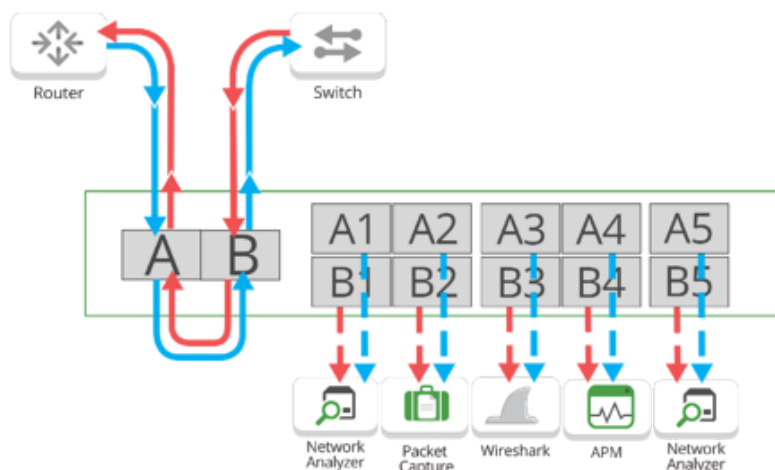 Router
Switch
A B
A1 A2 A3 A4 A5
B1 B2 B3 B4 B5
Network
Analyzer
Packet
Capture
Wireshark
APM
Network
Analyzer